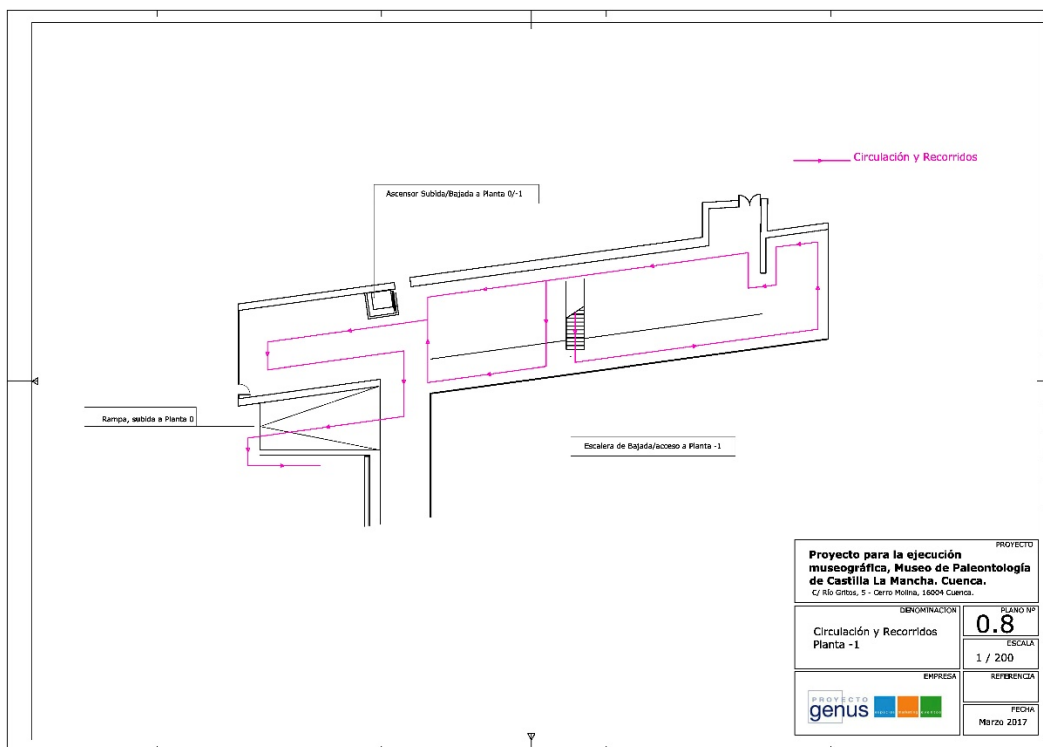 Circulación y Recorridos
Ascensor Subida/Bajada a Planta 0/-1
Rampa, subida a Planta 0
Escalera de Bajada/acceso a Planta -1
PROYECTO
Proyecto para la ejecución
museográfica, Museo de Paleontología
de Castilla La Mancha. Cuenca.
C/ Río Gritos, 5 - Cerro Molina, 16004 Cuenca.
DENOMINACION
Circulación y Recorridos
Planta -1
PLANO Nº
0.8
ESCALA
1 / 200
EMPRESA
PROYECTO
genus
REFERENCIA
FECHA
Marzo 2017